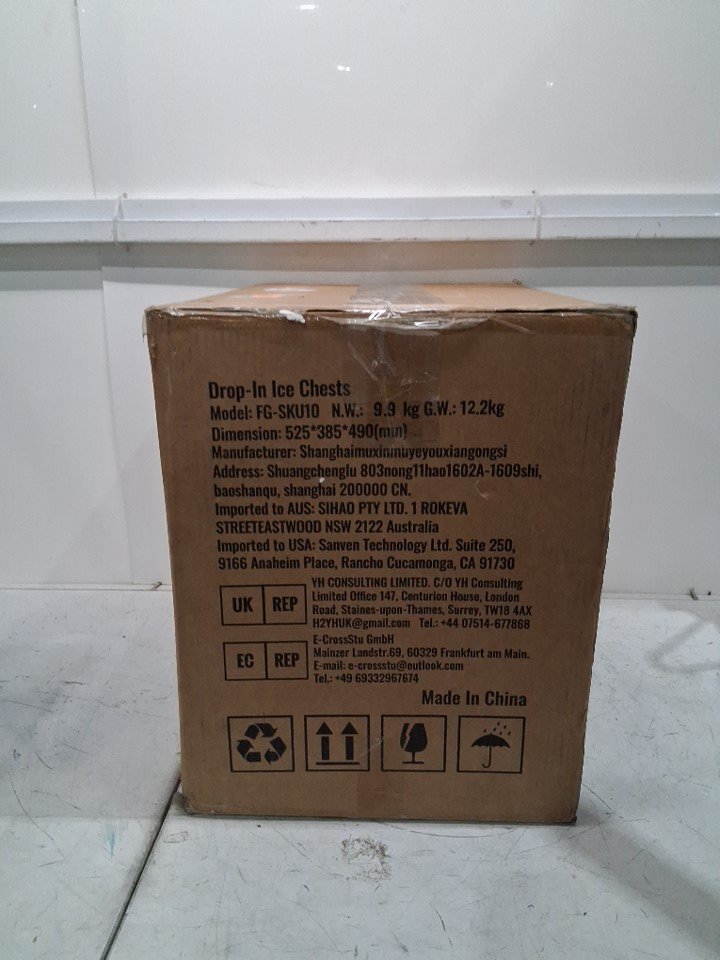 Drop-In Ice Chests
Model: FG-SKU10 N.W.: 9.9 kg G.W.: 12.2kg
Dimension: 525*385*490(mm)
Manufacturer: Shanghaimuxinmuyeyouxiangongsi
Address: Shuangchenglu 803nong11hao1602A-1609shi,
baoshanqu, shanghai 200000 CN.
Imported to AUS: SIHAO PTY LTD. 1 ROKEVA
STREETEASTWOOD NSW 2122 Australia
Imported to USA: Sanven Technology Ltd. Suite 250,
9166 Anaheim Place, Rancho Cucamonga, CA 91730
UK REP
YH CONSULTING LIMITED. C/O YH Consulting
Limited Office 147, Centurion House, London
Road, Staines-upon-Thames, Surrey, TW18 4AX
H2YHUK@gmail.com Tel.: +44 07514-677868
EC REP
E-CrossStu GmbH
Mainzer Landstr.69, 60329 Frankfurt am Main.
E-mail: e-crossstu@outlook.com
Tel.: +49 69332967674
Made In China